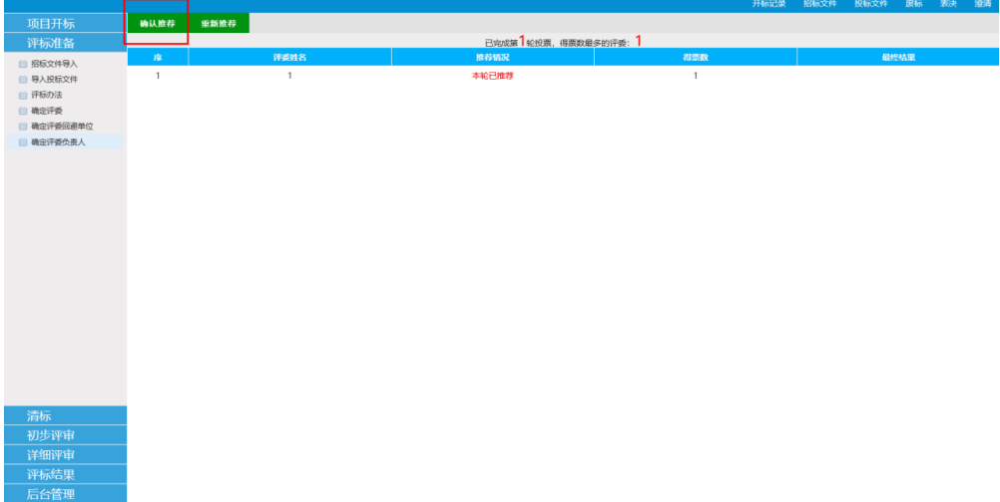 开标记录 招标文件 投标文件 废标 表决 澄清
项目开标
评标准备
招标文件导入
导入投标文件
评标办法
确定评委
确定评委回避单位
确定评委负责人
清标
初步评审
详细评审
评标结果
后台管理
确认推荐 重新推荐
已完成第1轮投票，得票数最多的评委：1
序 评委姓名 推荐情况 得票数 最终结果
1 1 本轮已推荐 1